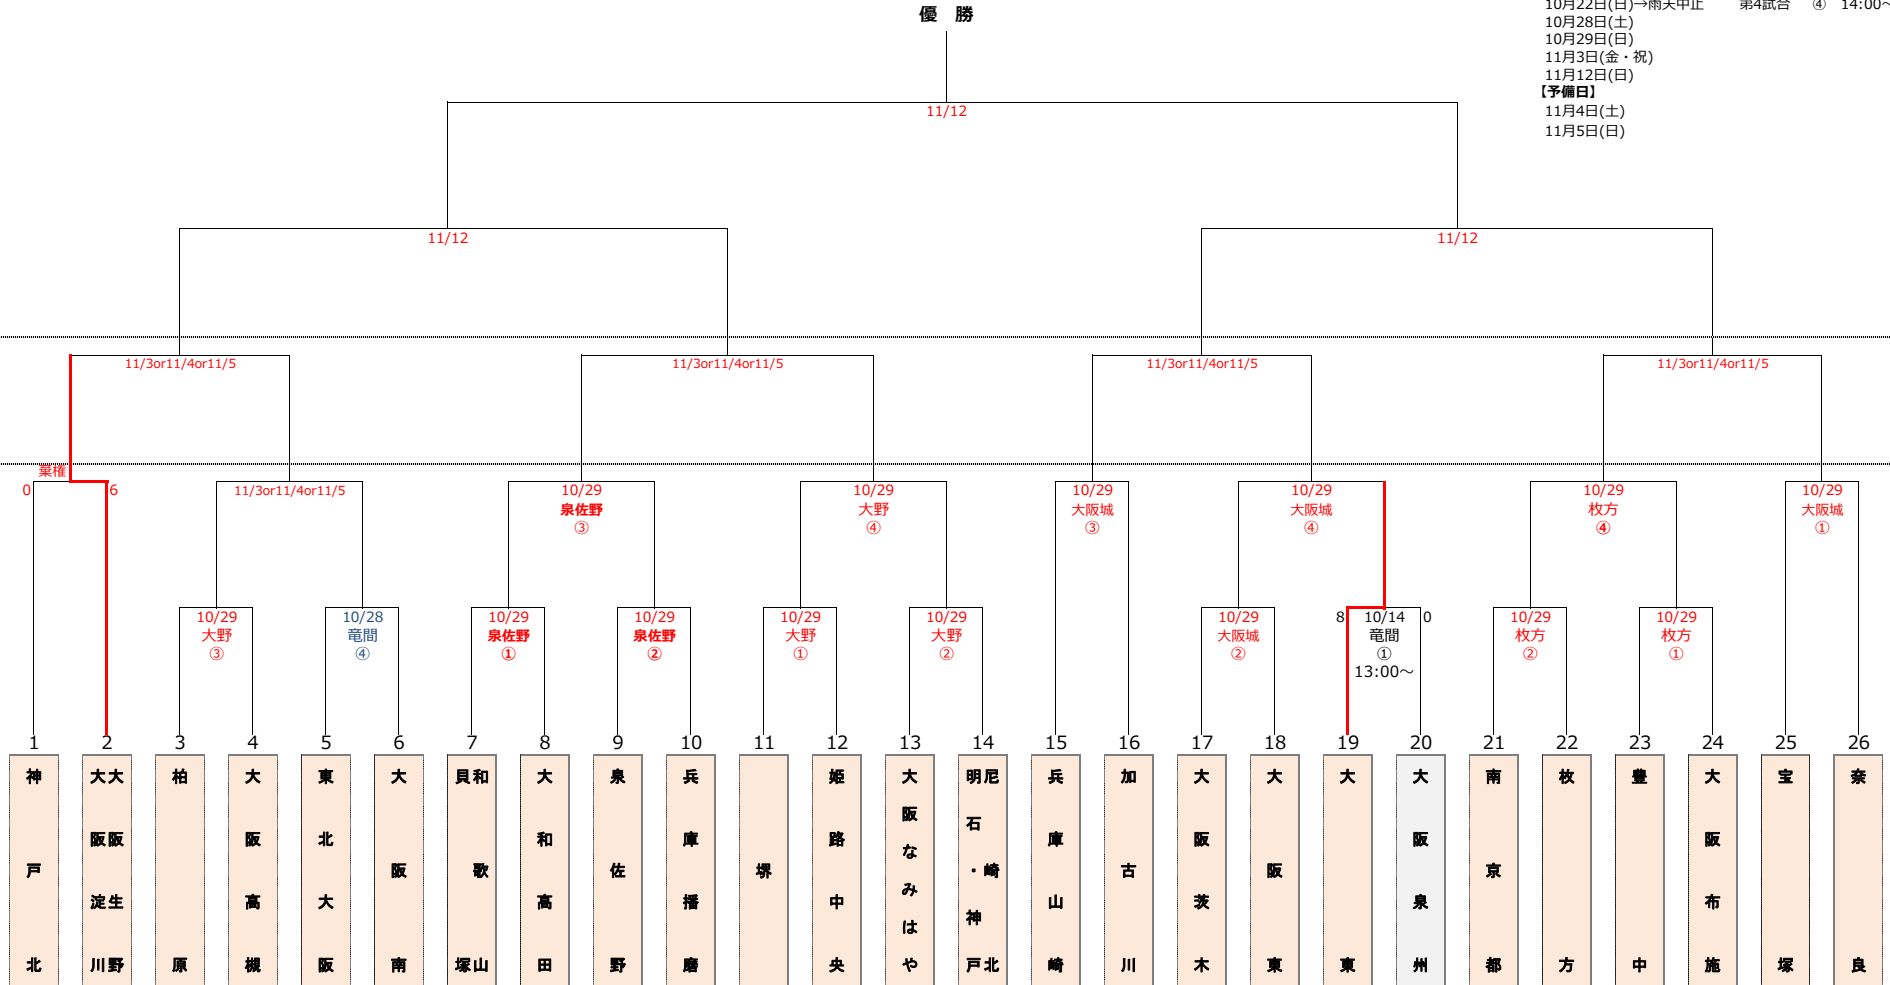 優　勝
10月22日(日)→雨天中止　第4試合　④　14:00～
10月28日(土)
10月29日(日)
11月3日(金・祝)
11月12日(日)
【予備日】
11月4日(土)
11月5日(日)
11/12
11/12
11/12
11/3or11/4or11/5
11/3or11/4or11/5
11/3or11/4or11/5
11/3or11/4or11/5
棄権
0
6
11/3or11/4or11/5
10/29
泉佐野
③
10/29
大野
④
10/29
大阪城
③
10/29
大阪城
④
10/29
枚方
④
10/29
大阪城
①
10/29
大野
③
10/28
竜間
④
10/29
泉佐野
①
10/29
泉佐野
②
10/29
大野
①
10/29
大野
②
10/29
大阪城
②
8
10/14
0
竜間
①
13:00～
10/29
枚方
②
10/29
枚方
①
1
2
3
4
5
6
7
8
9
10
11
12
13
14
15
16
17
18
19
20
21
22
23
24
25
26
神戸北
大阪淀川
大阪生野
柏原
大阪高槻
東北大阪
大阪南
貝塚
和歌山
大和高田
泉佐野
兵庫播磨
堺
姫路中央
大阪なみはや
明石・神戸
尼崎北
兵庫山崎
加古川
大阪茨木
大阪東
大東
大阪泉州
南京都
枚方
豊中
大阪布施
宝塚
奈良